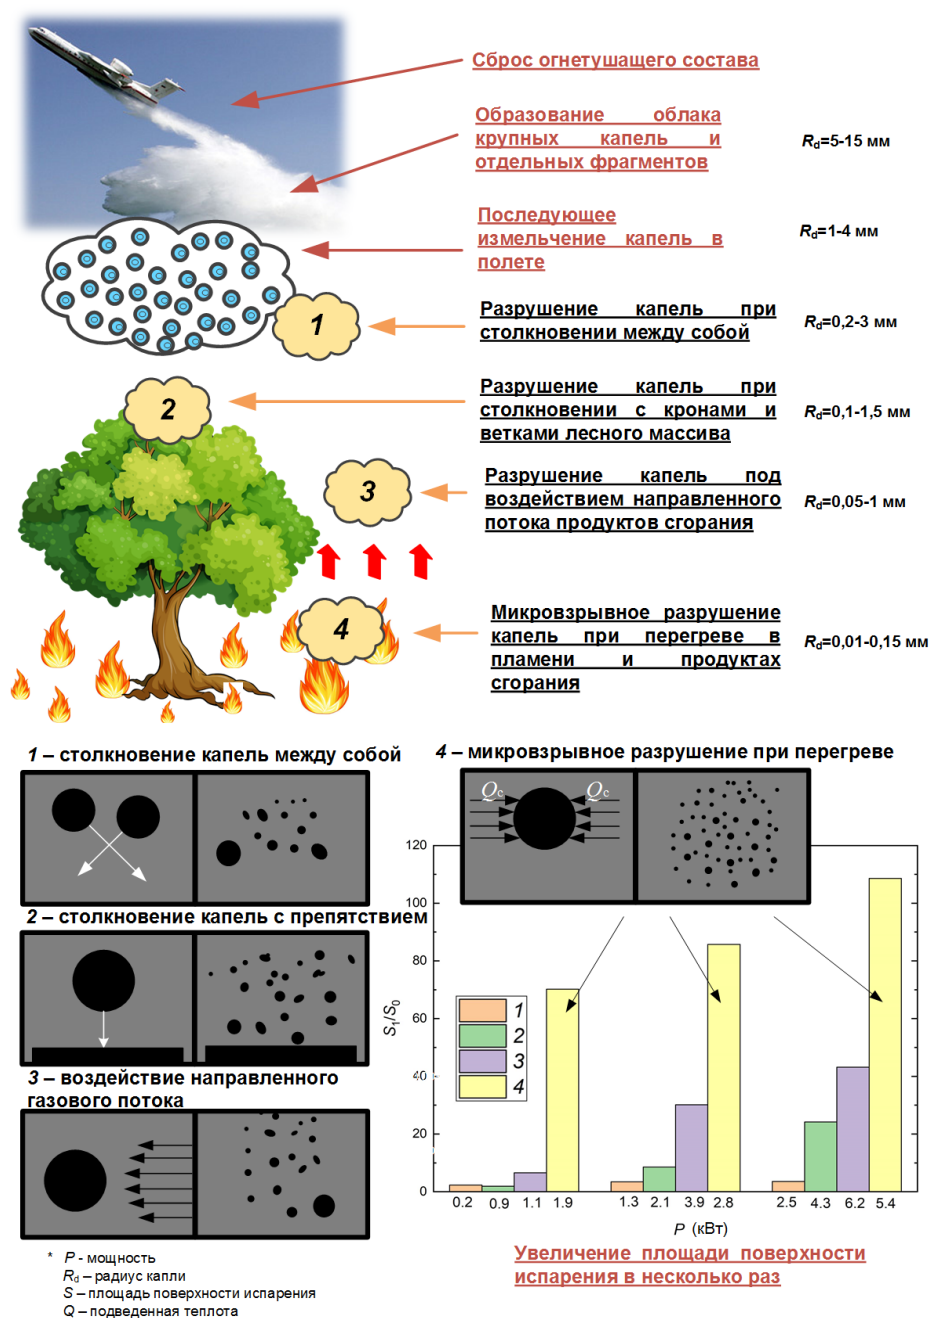 Сброс огнетушащего состава
Образование облака
крупных капель и
отдельных фрагментов
Rd=5-15 мм
Последующее
измельчение капель в
полете
Rd=1-4 мм
1
Разрушение капель при
столкновении между собой
Rd=0,2-3 мм
2
Разрушение капель при
столкновении с кронами и
ветками лесного массива
Rd=0,1-1,5 мм
3
Разрушение капель под
воздействием направленного
потока продуктов сгорания
Rd=0,05-1 мм
4
Микровзрывное разрушение
капель при перегреве в
пламени и продуктах
сгорания
Rd=0,01-0,15 мм
1 – столкновение капель между собой
2 – столкновение капель с препятствием
3 – воздействие направленного
газового потока
4 – микровзрывное разрушение при перегреве
Qc Qc
120
100
80
60
40
20
0
S1/S0
1
2
3
4
0.2 0.9 1.1 1.9 1.3 2.1 3.9 2.8 2.5 4.3 6.2 5.4
P (кВт)
Увеличение площади поверхности
испарения в несколько раз
* P - мощность
Rd – радиус капли
S – площадь поверхности испарения
Q – подведенная теплота